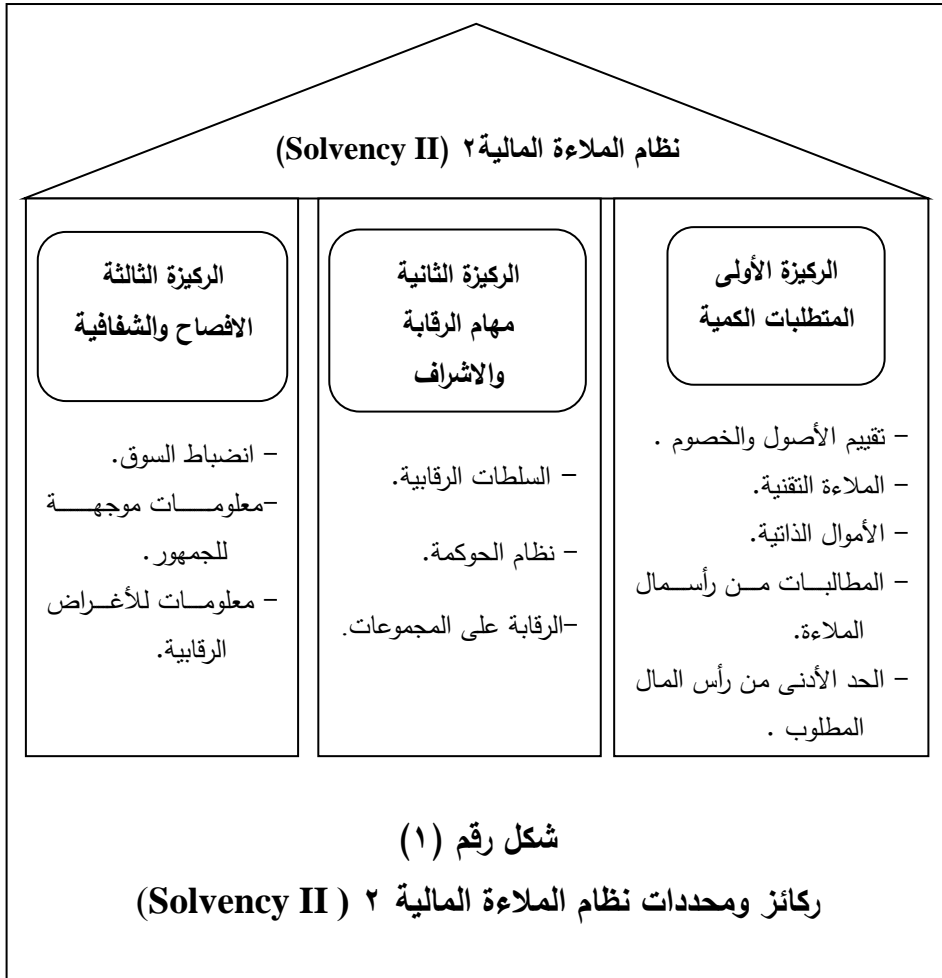 نظام الملاءة المالية٢ (Solvency II)
الركيزة الأولى
المتطلبات الكمية
- تقييم الأصول والخصوم .
- الملاءة التقنية.
- الأموال الذاتية.
- المطالبات من رأسمال
الملاءة.
- الحد الأدنى من رأس المال
المطلوب .
الركيزة الثانية
مهام الرقابة
والاشراف
- السلطات الرقابية.
- نظام الحوكمة.
-الرقابة على المجموعات.
الركيزة الثالثة
الافصاح والشفافية
- انضباط السوق.
-معلومات موجهة
للجمهور.
- معلومات للأغراض
الرقابية.
شكل رقم (١)
ركائز ومحددات نظام الملاءة المالية ٢ ( Solvency II)